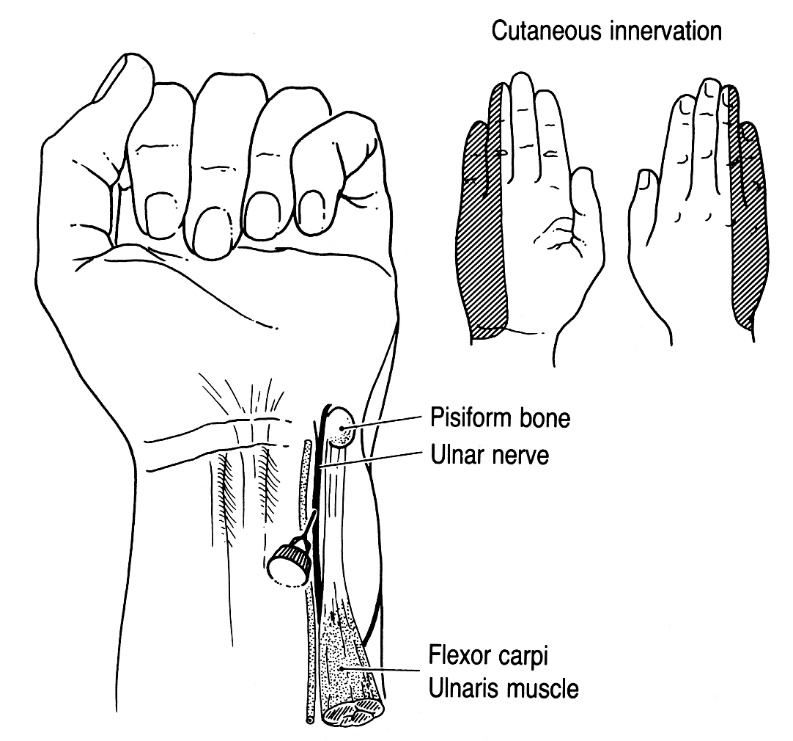 Cutaneous innervation
Pisiform bone
Ulnar nerve
Flexor carpi
Ulnaris muscle